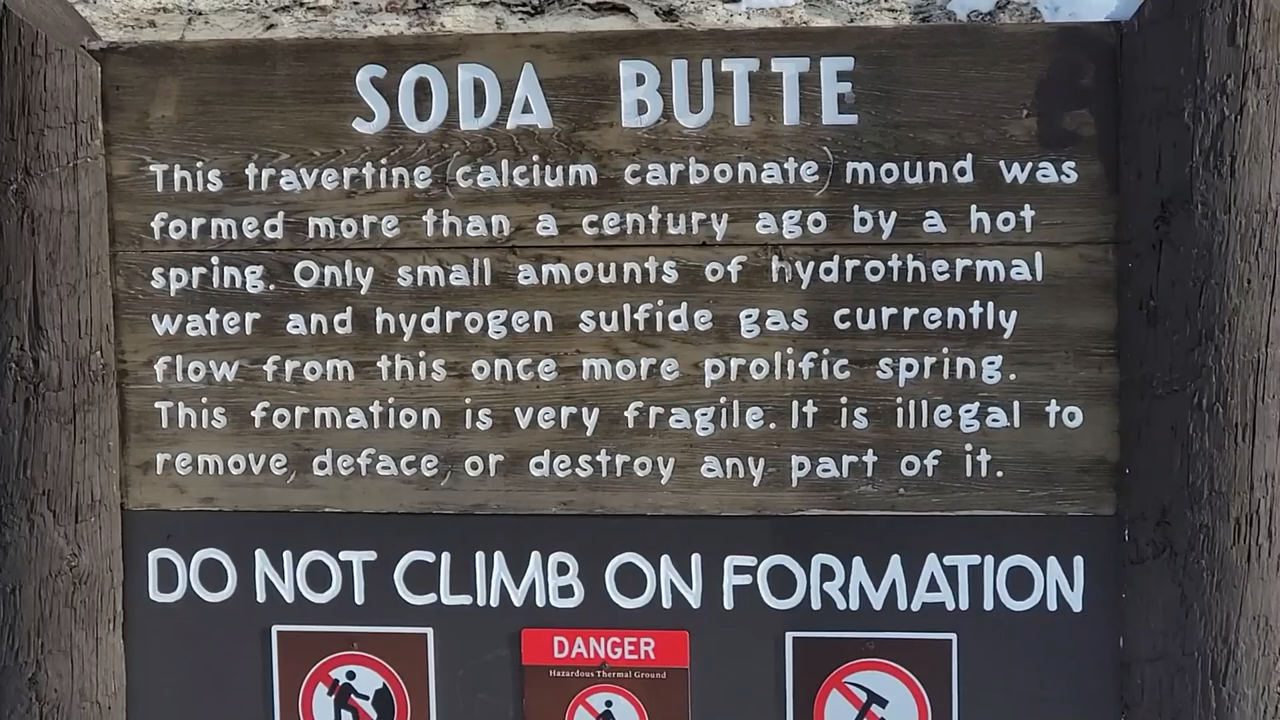 SODA BUTTE
This travertine (calcium carbonate) mound was
formed more than a century ago by a hot
spring. Only small amounts of hydrothermal
water and hydrogen sulfide gas currently
flow from this once more prolific spring.
This formation is very fragile. It is illegal to
remove, deface, or destroy any part of it.
DO NOT CLIMB ON FORMATION
DANGER
Hazardous Thermal Ground